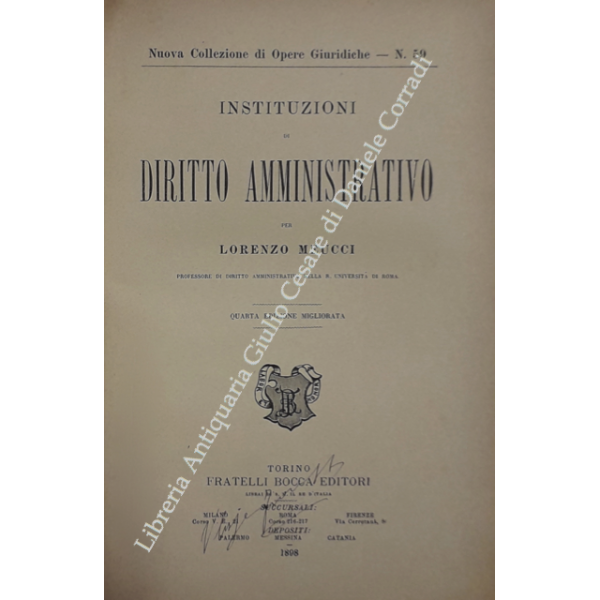 Nuova Collezione di Opere Giuridiche — N. 59
INSTITUZIONI
DI
DIRITTO AMMINISTRATIVO
PER
LORENZO MEUCCI
PROFESSORE DI DIRITTO AMMINISTRATIVO NELLA R. UNIVERSITÀ DI ROMA.
QUARTA EDIZIONE MIGLIORATA
TORINO
FRATELLI BOCCA EDITORI
LIBRAI DI S. M. IL RE D'ITALIA
SUCCURSALI:
MILANO ROMA FIRENZE
Corso V. E., 21 Corso 216-217 Via Cerretani, 8
DEPOSITI:
PALERMO MESSINA CATANIA
1898
Libreria Antiquaria Giulio Cesare di Daniele Corradi